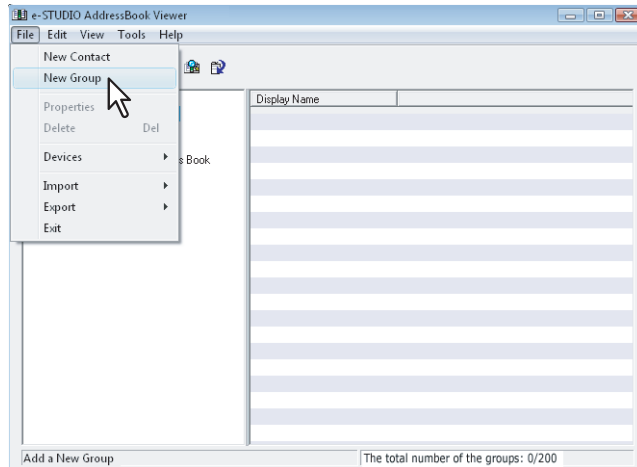 e-STUDIO AddressBook Viewer
File Edit View Tools Help
New Contact
New Group
Properties
Delete Del
Devices
Import
Export
Exit
s Book
Display Name
Add a New Group
The total number of the groups: 0/200